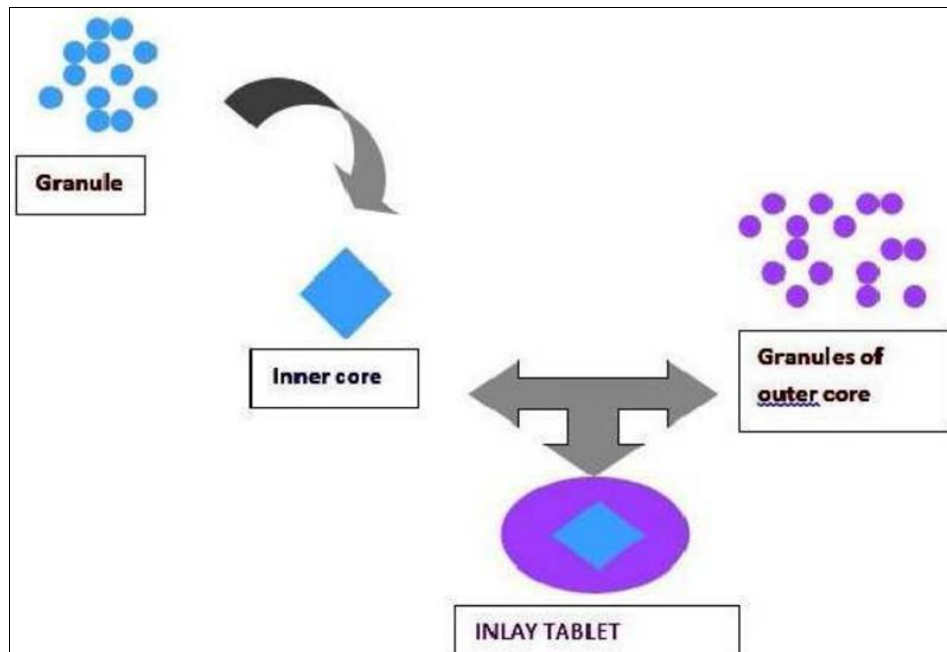 Granule
Inner core
Granules of
outer core
INLAY TABLET